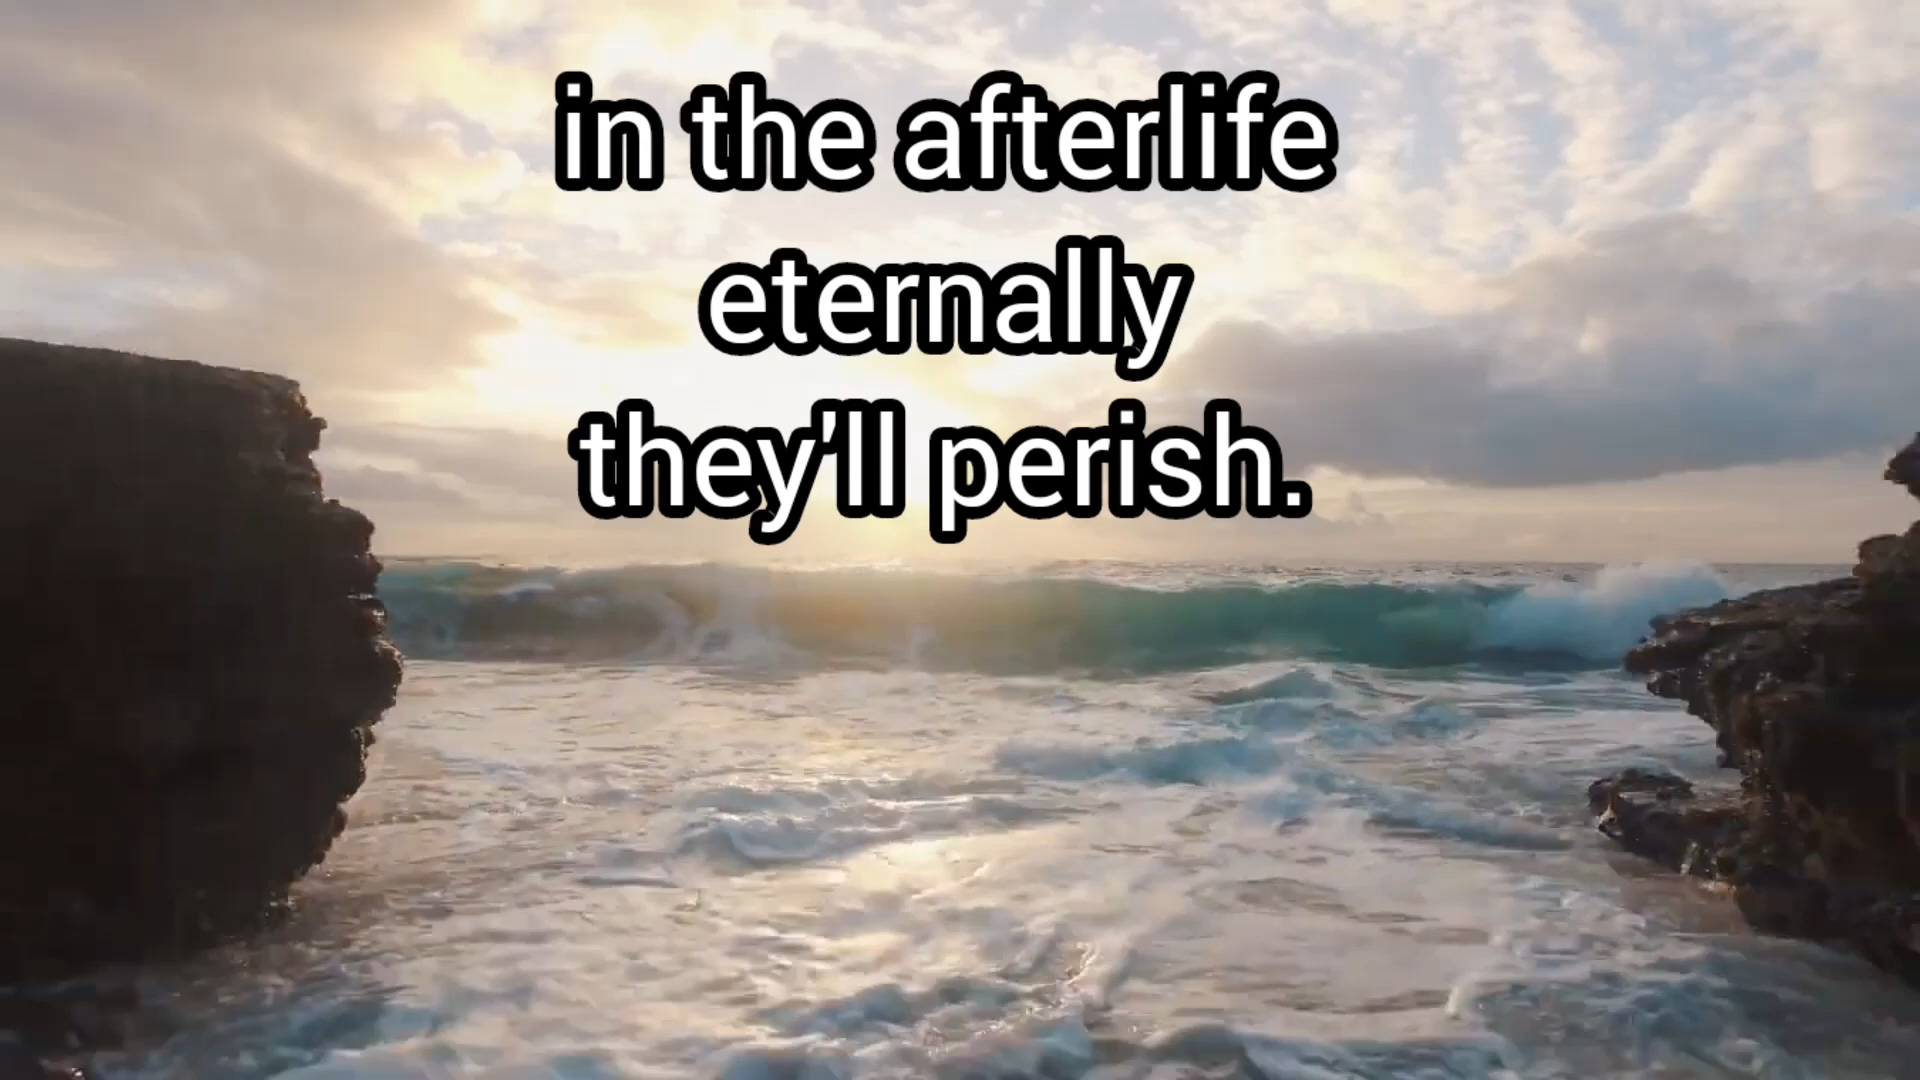 in the afterlife
eternally
they'll perish.